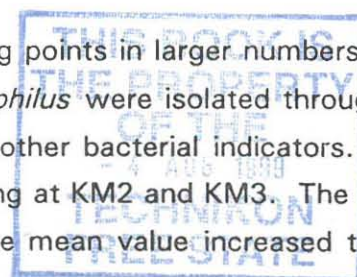 g points in larger numbers
THIS BOOK IS
THE PROPERTY
philus were isolated throug
OF THE
other bacterial indicators.
- 4 AUG 1999
ng at KM2 and KM3. The
TECHNIKON
e mean value increased t
FREE STATE